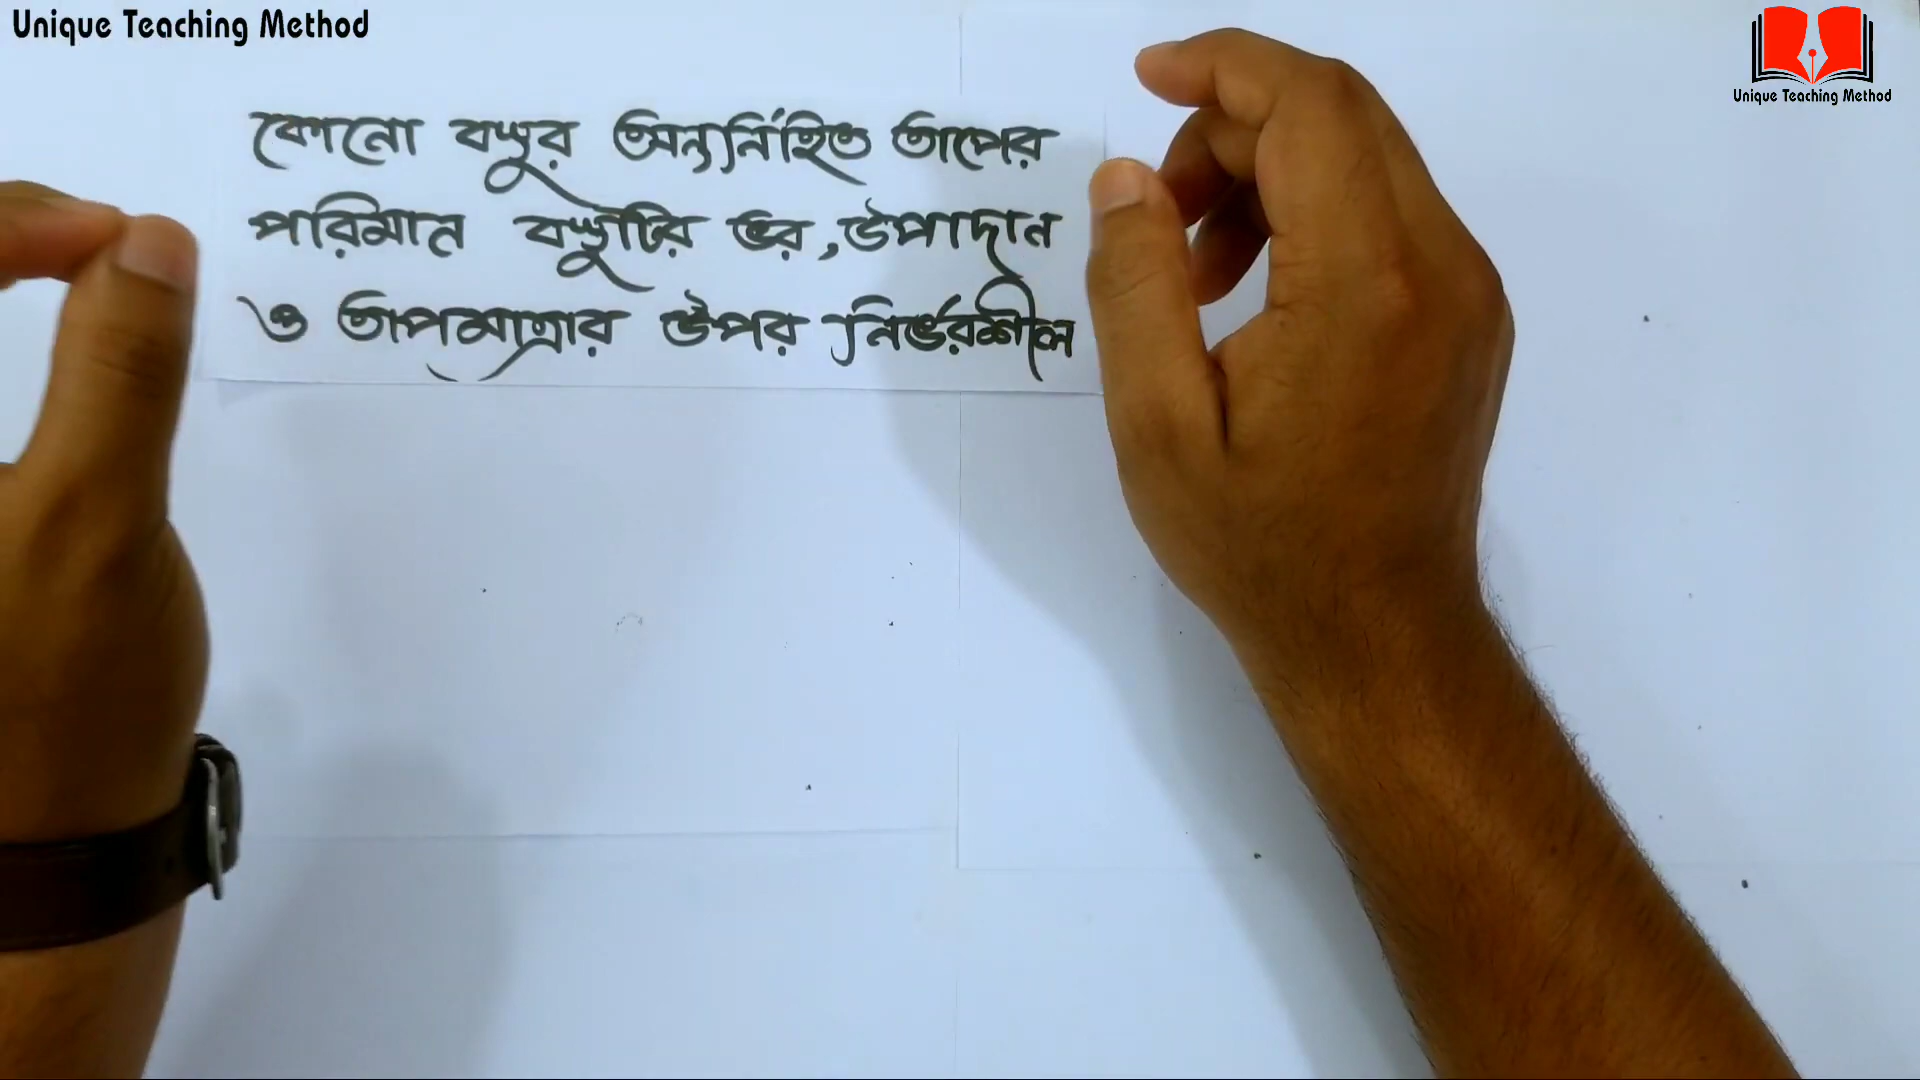 Unique Teaching Method
কোনো বস্তুর অন্তর্নিহিত তাপের
পরিমান বস্তুটির ভর, উপাদান
ও তাপমাত্রার উপর নির্ভরশীল
Unique Teaching Method